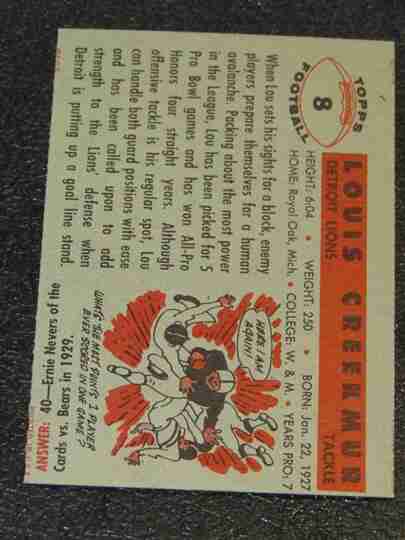 TOPPS
8
FOOTBALL
LOUIS CREEKMUR
DETROIT LIONS
TACKLE
HEIGHT: 6-04 • WEIGHT: 250 • BORN: Jan. 22, 1927
HOME: Royal Oak, Mich. • COLLEGE: W & M • YEARS PRO: 7
When Lou sets his sights for a block, enemy
players prepare themselves for a human
avalanche. Packing about the most power
in the League, Lou has been picked for 5
Pro Bowl games and has won All-Pro
Honors four straight years. Although
offensive tackle is his regular spot, Lou
can handle both guard positions with ease
and has been called upon to add
strength to the Lions' defense when
Detroit is putting up a goal line stand.
HERE I AM
AGAIN!
WHAT'S THE MOST POINTS 1 PLAYER
EVER SCORED IN ONE GAME?
ANSWER: 40—Ernie Nevers of the
Cards vs. Bears in 1929.